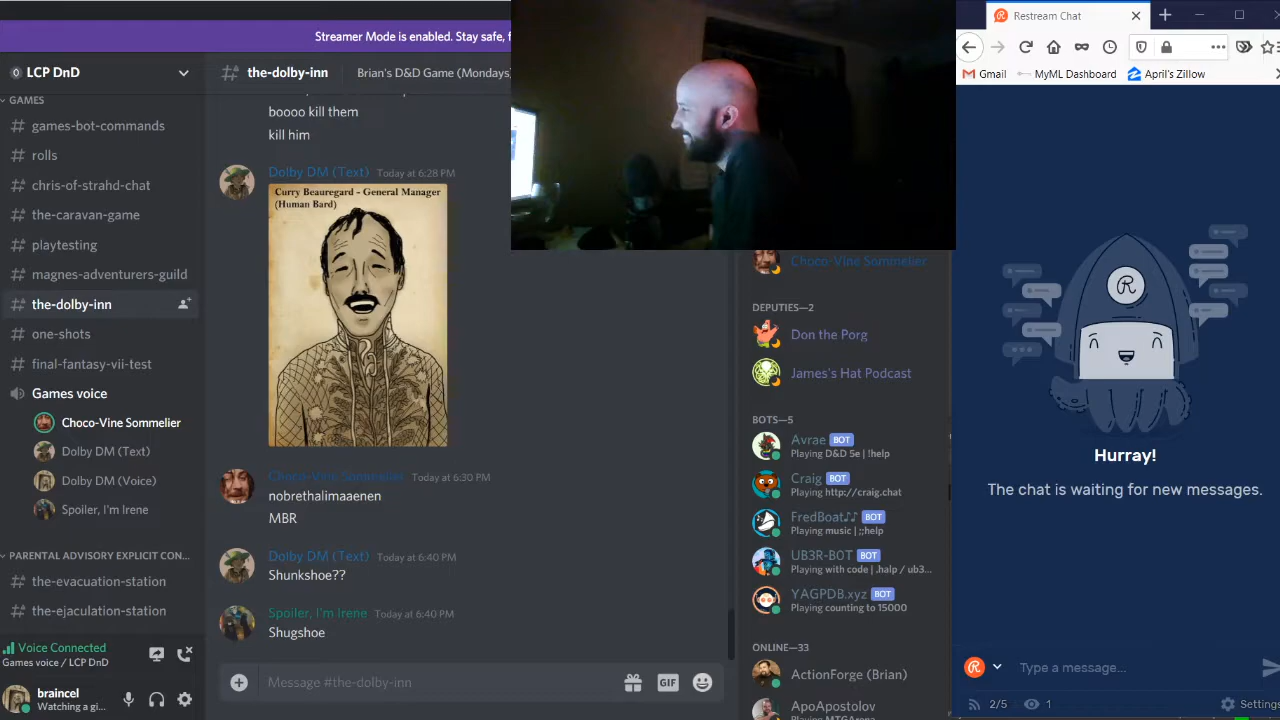 Streamer Mode is enabled. Stay safe, f
LCP DnD
GAMES
games-bot-commands
rolls
chris-of-strahd-chat
the-caravan-game
playtesting
magnes-adventurers-guild
the-dolby-inn
one-shots
final-fantasy-vii-test
Games voice
Choco-Vine Sommelier
Dolby DM (Text)
Dolby DM (Voice)
Spoiler, I'm Irene
PARENTAL ADVISORY EXPLICIT CON...
the-evacuation-station
the-ejaculation-station
Voice Connected
Games voice / LCP DnD
braincel
Watching a gi...
the-dolby-inn
Brian's D&D Game (Mondays)
boooo kill them
kill him
Dolby DM (Text) Today at 6:28 PM
Curry Beauregard - General Manager
(Human Bard)
Choco-Vine Sommelier Today at 6:30 PM
nobrethalimaaenen
MBR
Dolby DM (Text) Today at 6:40 PM
Shunkshoe??
Spoiler, I'm Irene Today at 6:40 PM
Shugshoe
Message #the-dolby-inn
GIF
Choco-Vine Sommelier
DEPUTIES—2
Don the Porg
James's Hat Podcast
BOTS—5
Avrae BOT
Playing D&D 5e | !help
Craig BOT
Playing http://craig.chat
FredBoat♪♪ BOT
Playing music | ;;help
UB3R-BOT BOT
Playing with code | .halp / ub3...
YAGPDB.xyz BOT
Playing counting to 15000
ONLINE—33
ActionForge (Brian)
ApoApostolov
Playing MTGArena
Restream Chat
Gmail
MyML Dashboard
April's Zillow
Hurray!
The chat is waiting for new messages.
Type a message...
2/5
1
Settings